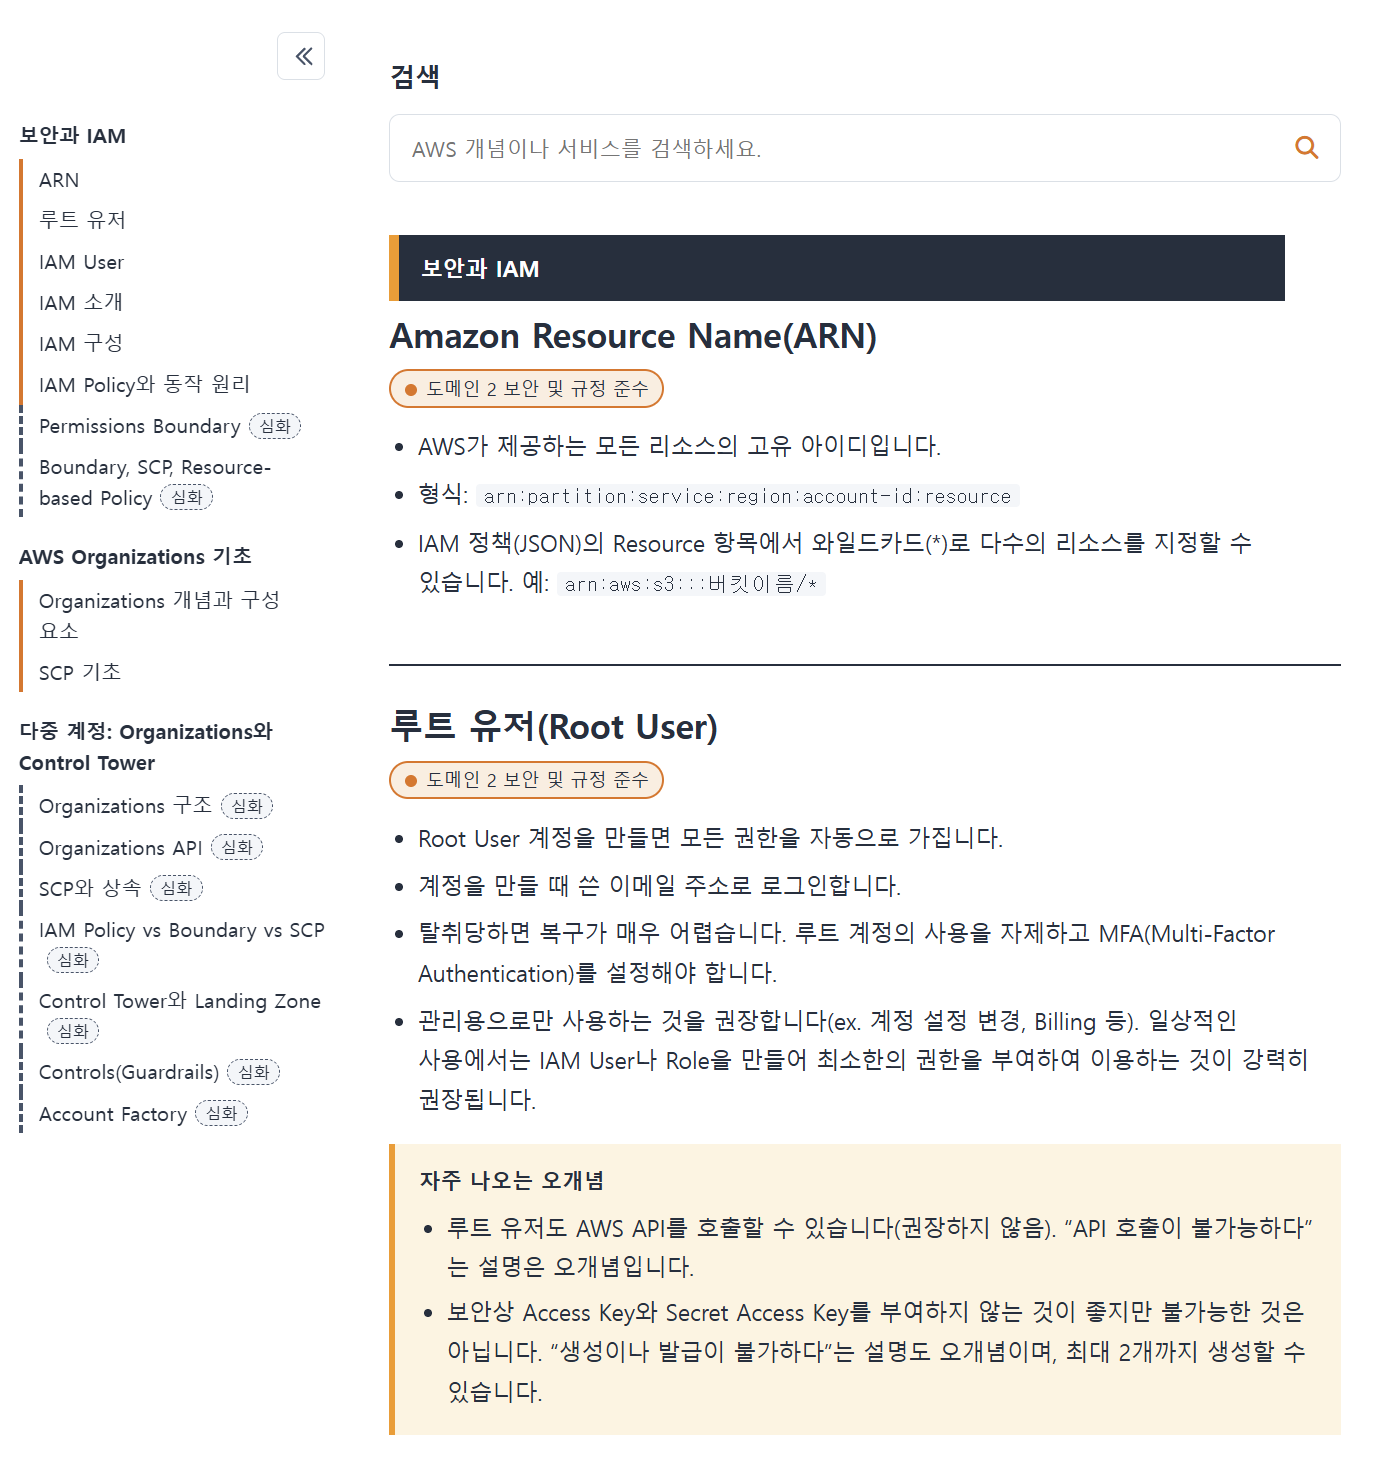 보안과 IAM
ARN
루트 유저
IAM User
IAM 소개
IAM 구성
IAM Policy와 동작 원리
Permissions Boundary 심화
Boundary, SCP, Resource-
based Policy 심화
AWS Organizations 기초
Organizations 개념과 구성
요소
SCP 기초
다중 계정: Organizations와
Control Tower
Organizations 구조 심화
Organizations API 심화
SCP와 상속 심화
IAM Policy vs Boundary vs SCP
심화
Control Tower와 Landing Zone
심화
Controls(Guardrails) 심화
Account Factory 심화
검색
AWS 개념이나 서비스를 검색하세요.
보안과 IAM
Amazon Resource Name(ARN)
도메인 2 보안 및 규정 준수
AWS가 제공하는 모든 리소스의 고유 아이디입니다.
형식: arn:partition:service:region:account-id:resource
IAM 정책(JSON)의 Resource 항목에서 와일드카드(*)로 다수의 리소스를 지정할 수
있습니다. 예: arn:aws:s3:::버킷이름/*
루트 유저(Root User)
도메인 2 보안 및 규정 준수
Root User 계정을 만들면 모든 권한을 자동으로 가집니다.
계정을 만들 때 쓴 이메일 주소로 로그인합니다.
탈취당하면 복구가 매우 어렵습니다. 루트 계정의 사용을 자제하고 MFA(Multi-Factor
Authentication)를 설정해야 합니다.
관리용으로만 사용하는 것을 권장합니다(ex. 계정 설정 변경, Billing 등). 일상적인
사용에서는 IAM User나 Role을 만들어 최소한의 권한을 부여하여 이용하는 것이 강력히
권장됩니다.
자주 나오는 오개념
루트 유저도 AWS API를 호출할 수 있습니다(권장하지 않음). “API 호출이 불가능하다”
는 설명은 오개념입니다.
보안상 Access Key와 Secret Access Key를 부여하지 않는 것이 좋지만 불가능한 것은
아닙니다. “생성이나 발급이 불가하다”는 설명도 오개념이며, 최대 2개까지 생성할 수
있습니다.